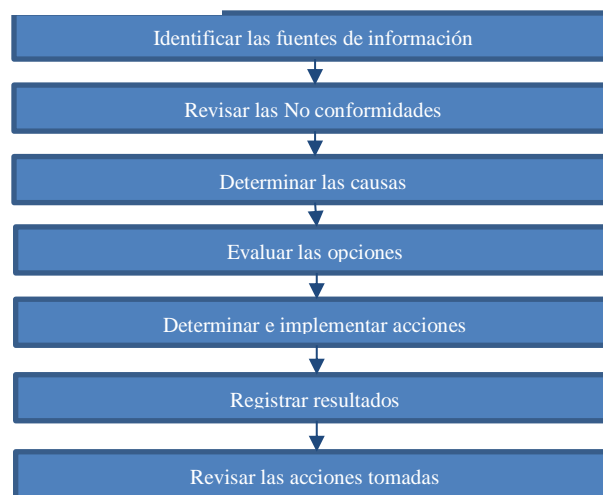 Identificar las fuentes de información
Revisar las No conformidades
Determinar las causas
Evaluar las opciones
Determinar e implementar acciones
Registrar resultados
Revisar las acciones tomadas